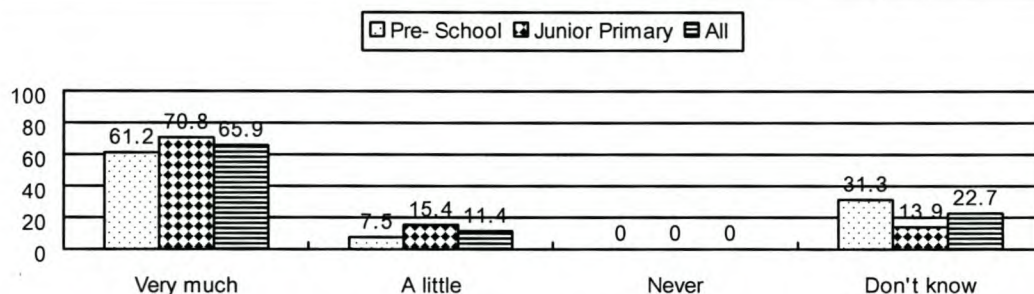 Pre- School Junior Primary All
100
80
60
40
20
0
61.2 70.8 65.9
7.5 15.4 11.4
0 0 0
31.3 13.9 22.7
Very much A little Never Don't know